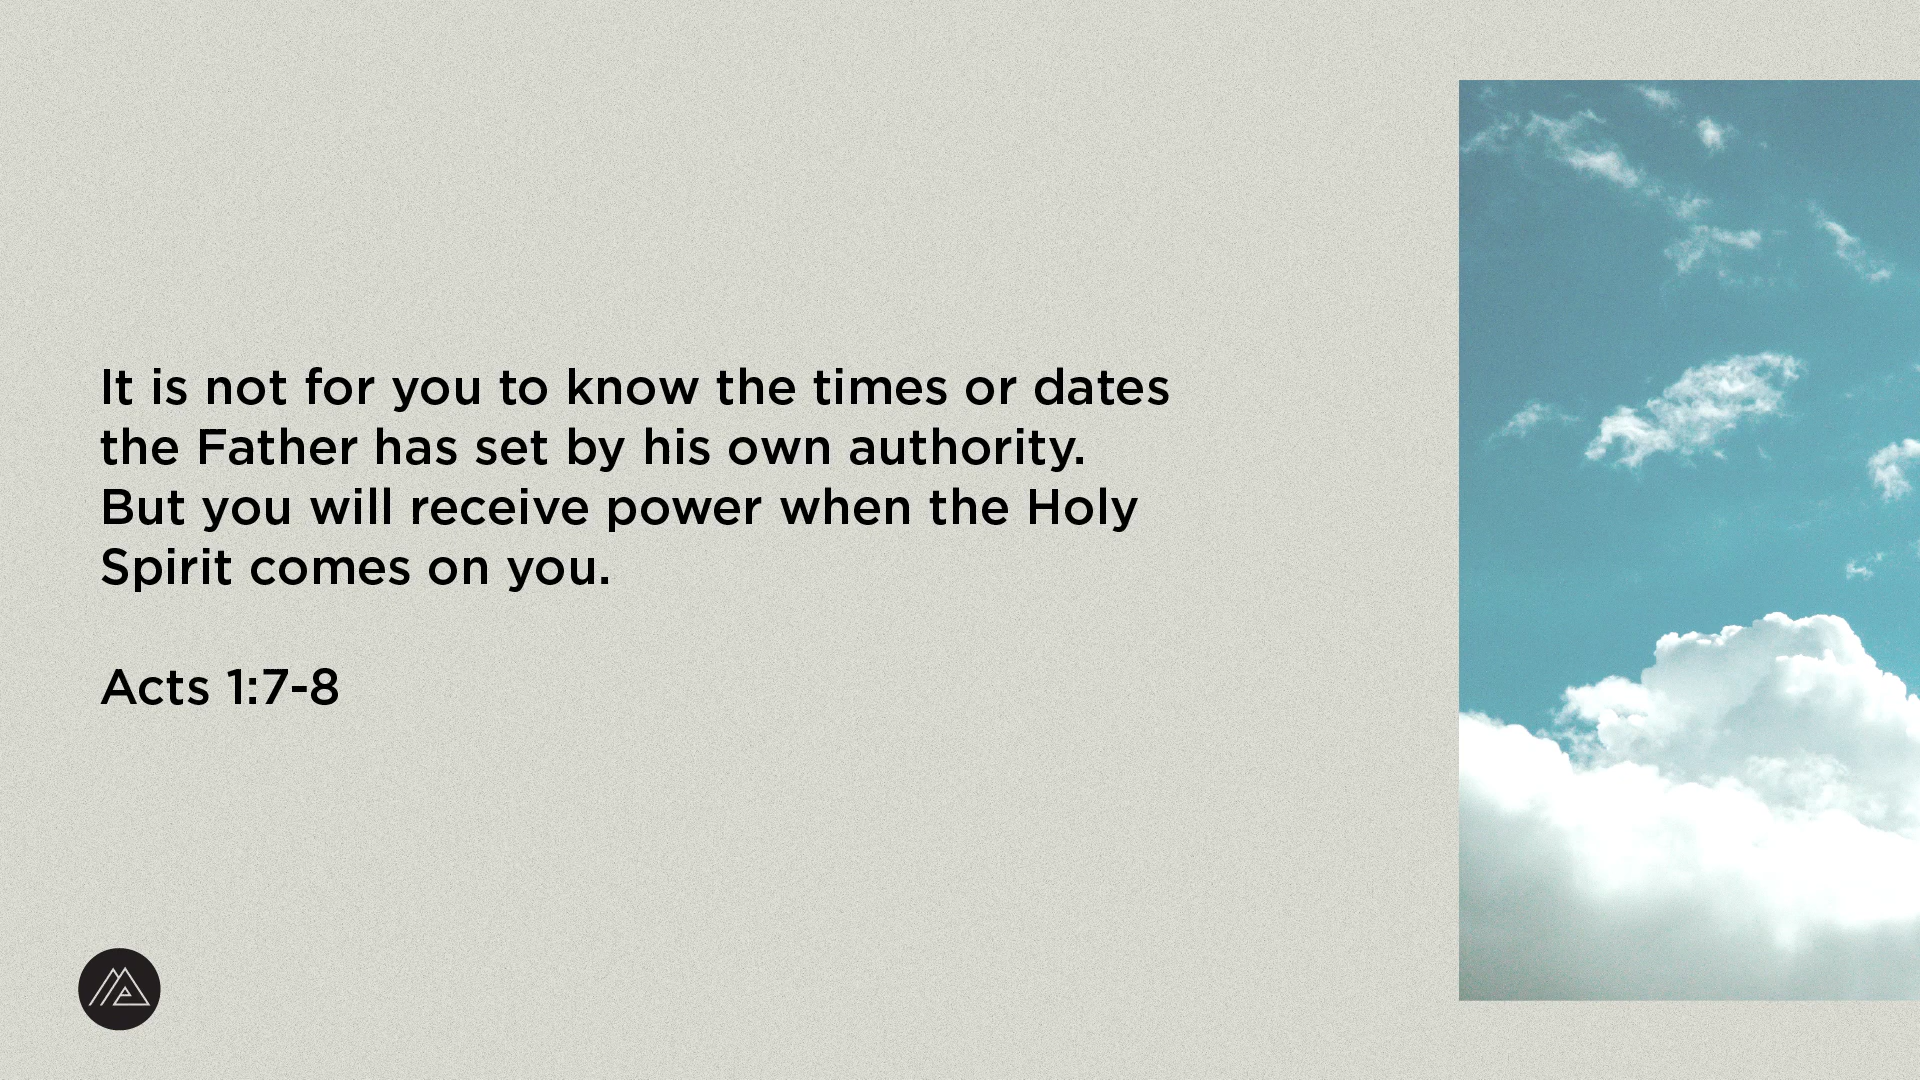 It is not for you to know the times or dates
the Father has set by his own authority.
But you will receive power when the Holy
Spirit comes on you.
Acts 1:7-8